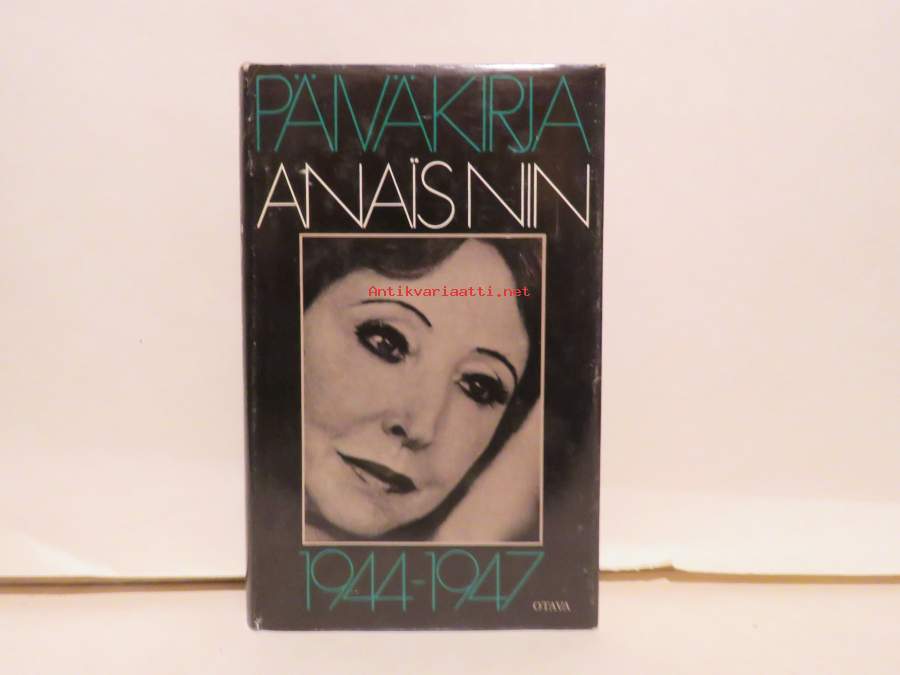 PÄIVÄKIRJA
ANAÏS NIN
Antikvariaatti.net
1944-1947
OTAVA